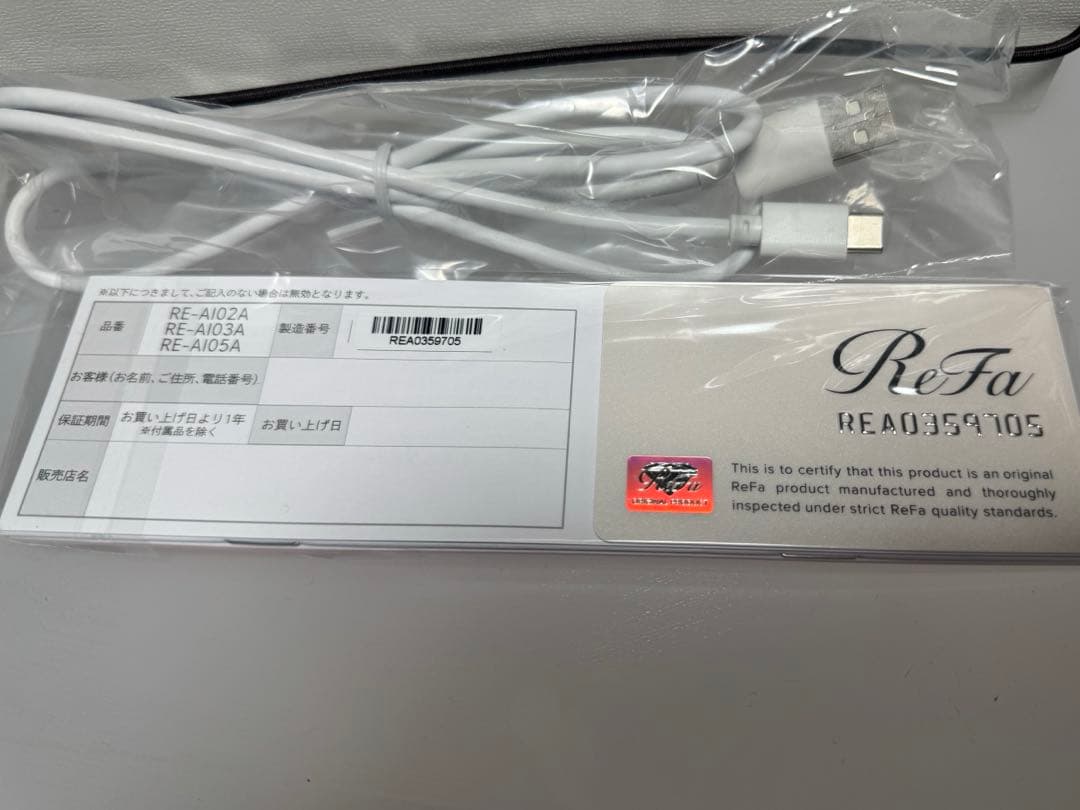 ※以下につきまして、ご記入のない場合は無効となります。
品番
RE-AI02A
RE-AI03A
RE-AI05A
製造番号
REA0359705
お客様(お名前、ご住所、電話番号)
保証期間
お買い上げ日より1年
※付属品を除く
お買い上げ日
販売店名
ReFa
REA0359705
ReFa
This is to certify that this product is an original
ReFa product manufactured and thoroughly
inspected under strict ReFa quality standards.